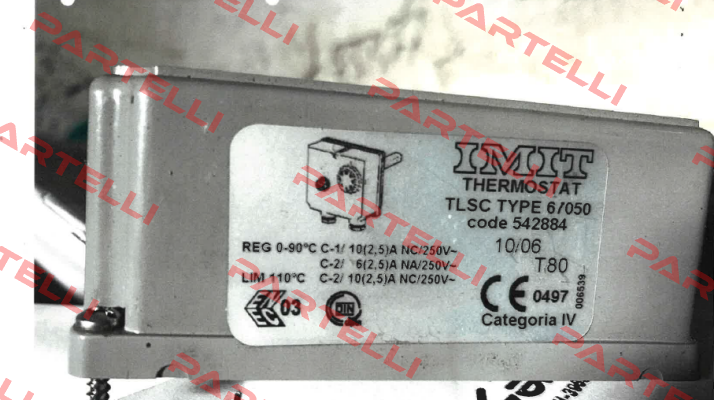 IMIT
THERMOSTAT
TLSC TYPE 6/050
code 542884
REG 0-90°C C-1/ 10(2,5)A NC/250V~
C-2/ 6(2,5)A NA/250V~
LIM 110°C C-2/ 10(2,5)A NC/250V~
10/06
T80
03
CE 0497
Categoria IV
006539
PARTELLI
PARTELLI
PARTELLI
PARTELLI
PARTELLI
PARTELLI
PARTELLI
PARTELLI